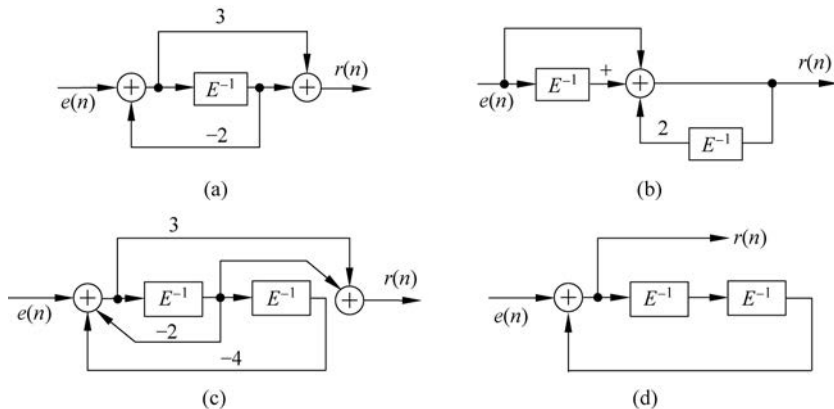 3
e(n)
E⁻¹
r(n)
−2
(a)
e(n)
E⁻¹
+
r(n)
2
E⁻¹
(b)
3
e(n)
E⁻¹
E⁻¹
r(n)
−2
−4
(c)
r(n)
e(n)
E⁻¹
E⁻¹
(d)